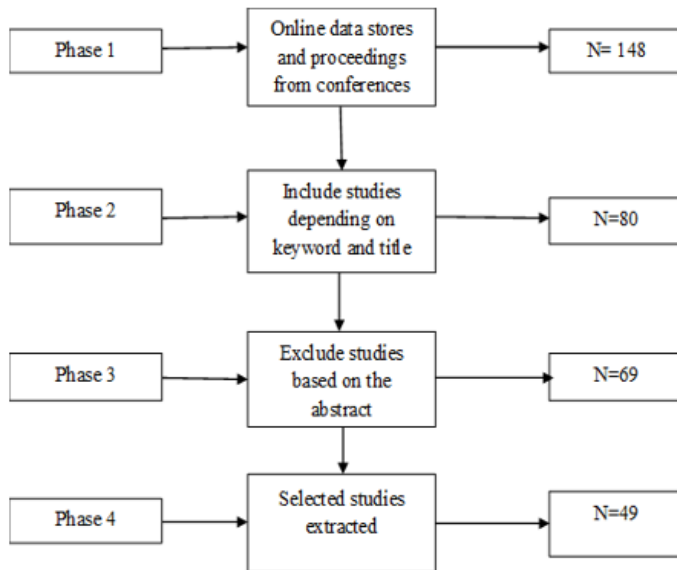 Phase 1
Online data stores
and proceedings
from conferences
N= 148
Phase 2
Include studies
depending on
keyword and title
N=80
Phase 3
Exclude studies
based on the
abstract
N=69
Phase 4
Selected studies
extracted
N=49